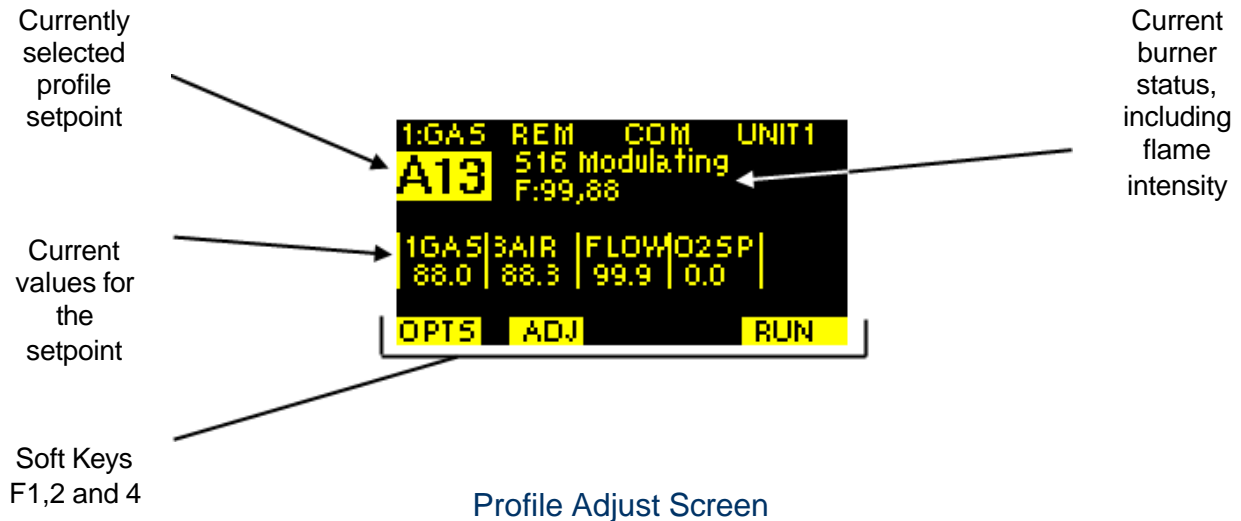 Currently
selected
profile
setpoint
Current
burner
status,
including
flame
intensity
1:GAS REM COM UNIT1
A13
S16 Modulating
F:99,88
Current
values for
the
setpoint
1GAS 3AIR FLOW O2SP
88.0 88.3 99.9 0.0
OPTS ADJ RUN
Soft Keys
F1,2 and 4
Profile Adjust Screen